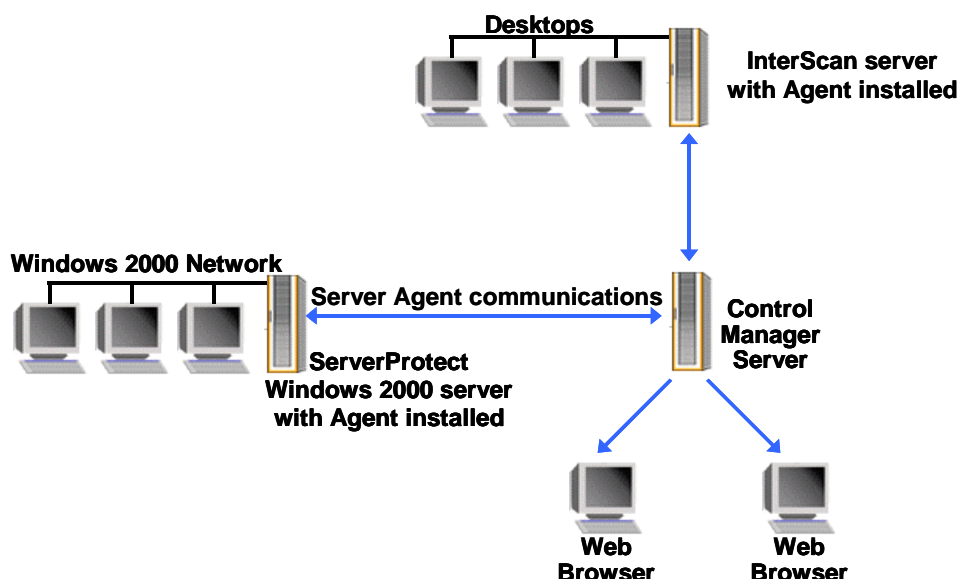 Desktops
InterScan server
with Agent installed
Windows 2000 Network
Server Agent communications
Control
Manager
Server
ServerProtect
Windows 2000 server
with Agent installed
Web
Browser
Web
Browser